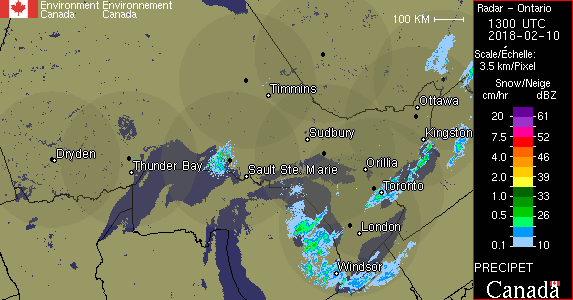 Environment Environnement
Canada Canada
100 KM
Timmins
Ottawa
Sudbury
Kingston
Dryden
Thunder Bay
Sault Ste. Marie
Orillia
Toronto
London
Windsor
Radar - Ontario
1300 UTC
2018-02-10
Scale/Échelle:
3.5 km/Pixel
Snow/Neige
cm/hr dBZ
20 61
7.5 52
4.0 46
2.0 39
1.0 33
0.5 26
0.1 10
PRECIPET
Canada